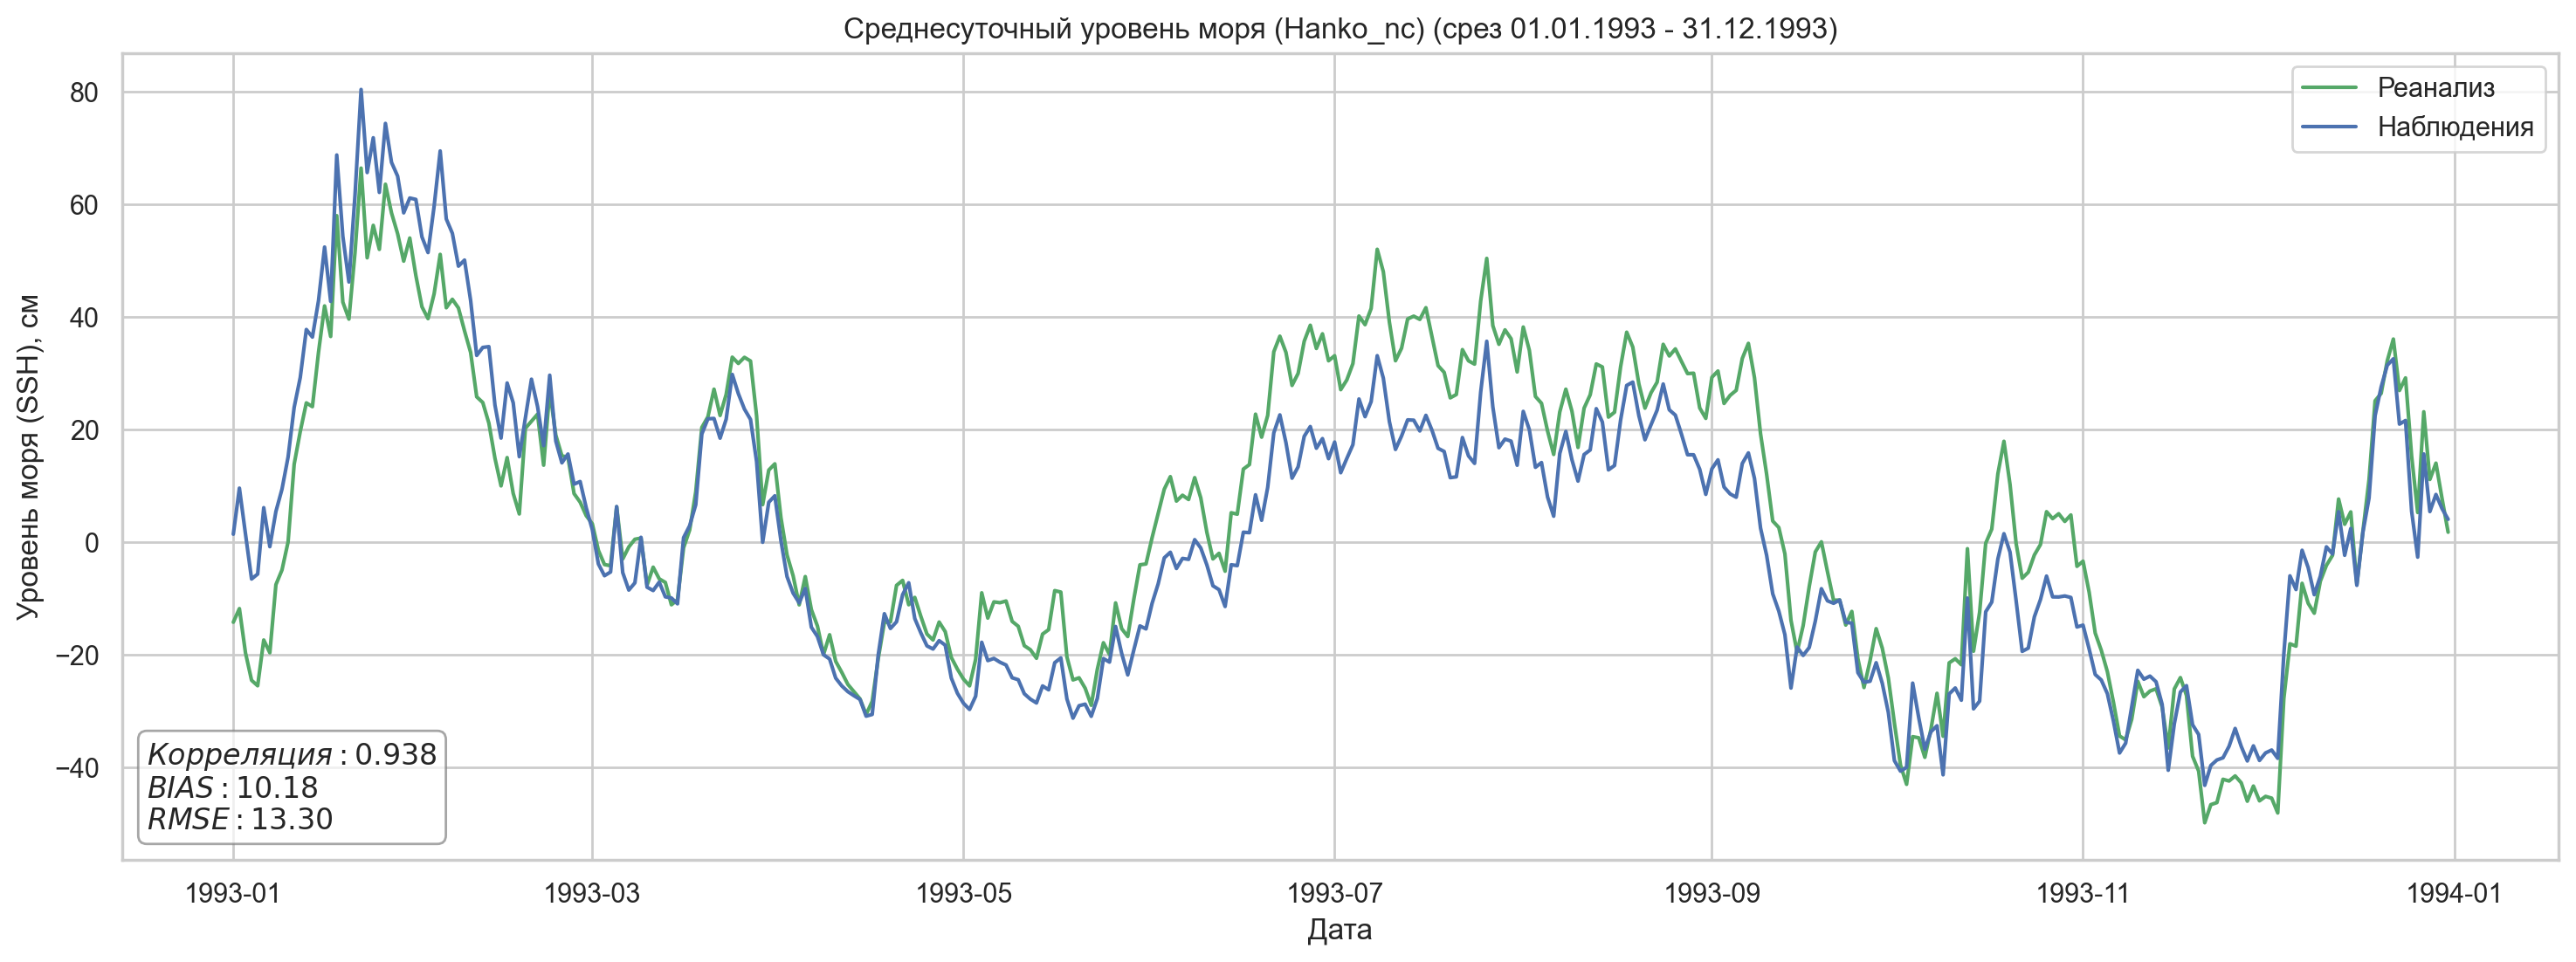 Среднесуточный уровень моря (Hanko_nc) (срез 01.01.1993 - 31.12.1993)
Реанализ
Наблюдения
Уровень моря (SSH), см
80
60
40
20
0
−20
−40
Корреляция : 0.938
BIAS : 10.18
RMSE : 13.30
1993-01 1993-03 1993-05 1993-07 1993-09 1993-11 1994-01
Дата